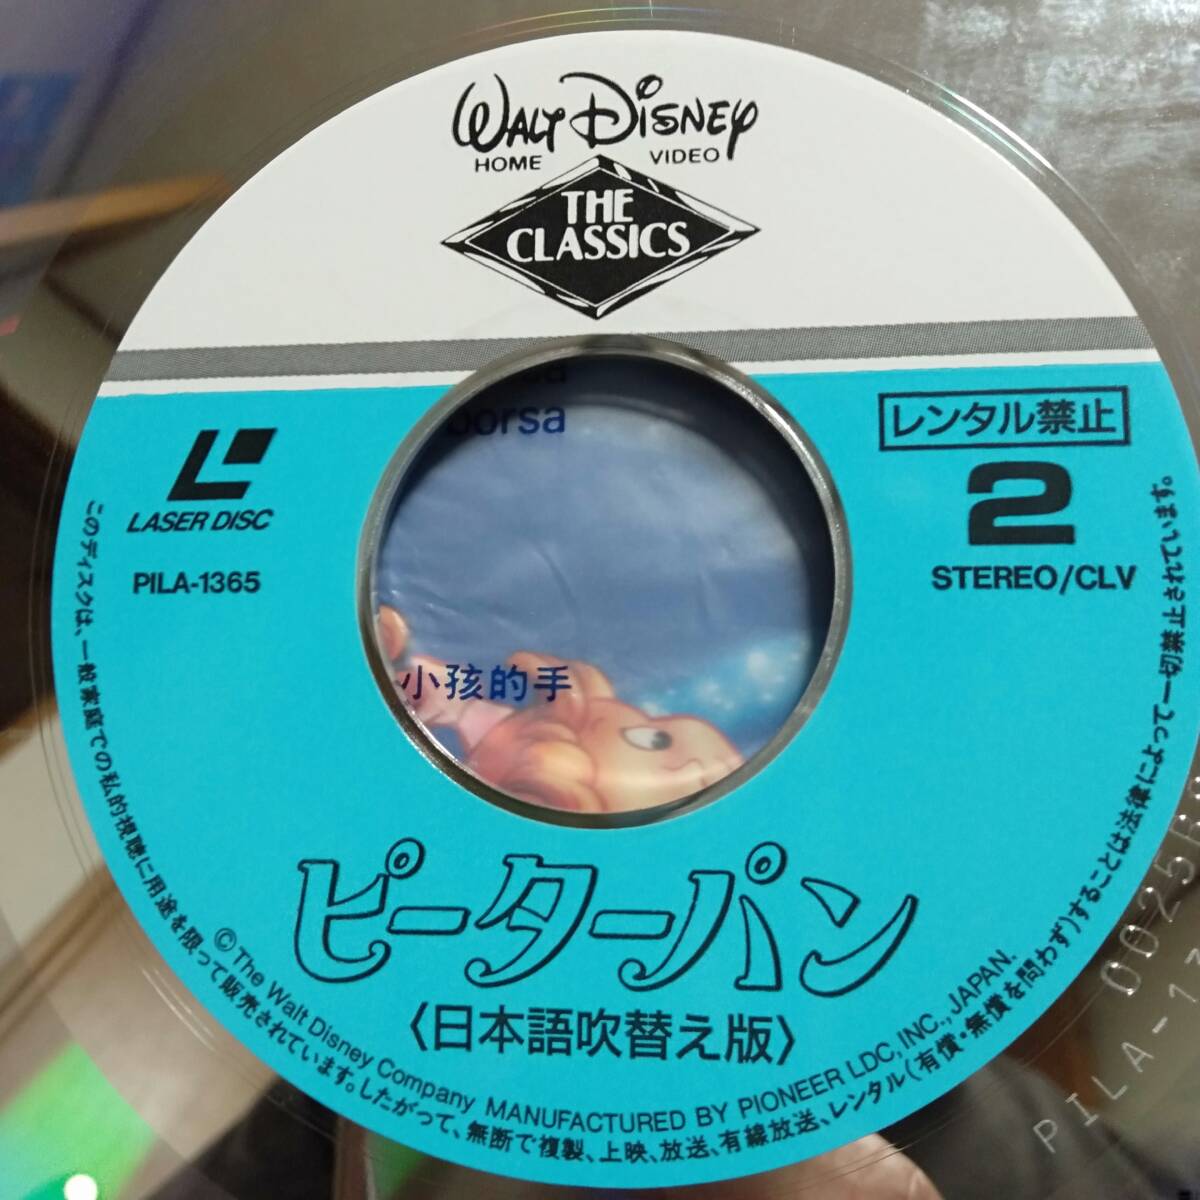 WALT DISNEY
HOME VIDEO
THE
CLASSICS
レンタル禁止
LASER DISC
PILA-1365
2
STEREO/CLV
borsa
小孩的手
ピーターパン
〈日本語吹替え版〉
©The Walt Disney Company MANUFACTURED BY PIONEER LDC, INC., JAPAN.
このディスクは、一般家庭での私的視聴に用途を限って販売されています。したがって、無断で複製、上映、放送、有線放送、レンタル(有償・無償を問わず)することは法律によって一切禁止されています。
PILA-13